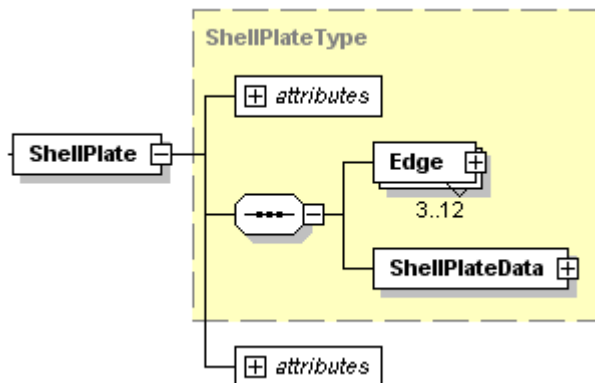 ShellPlateType
attributes
ShellPlate
Edge
3..12
ShellPlateData
attributes